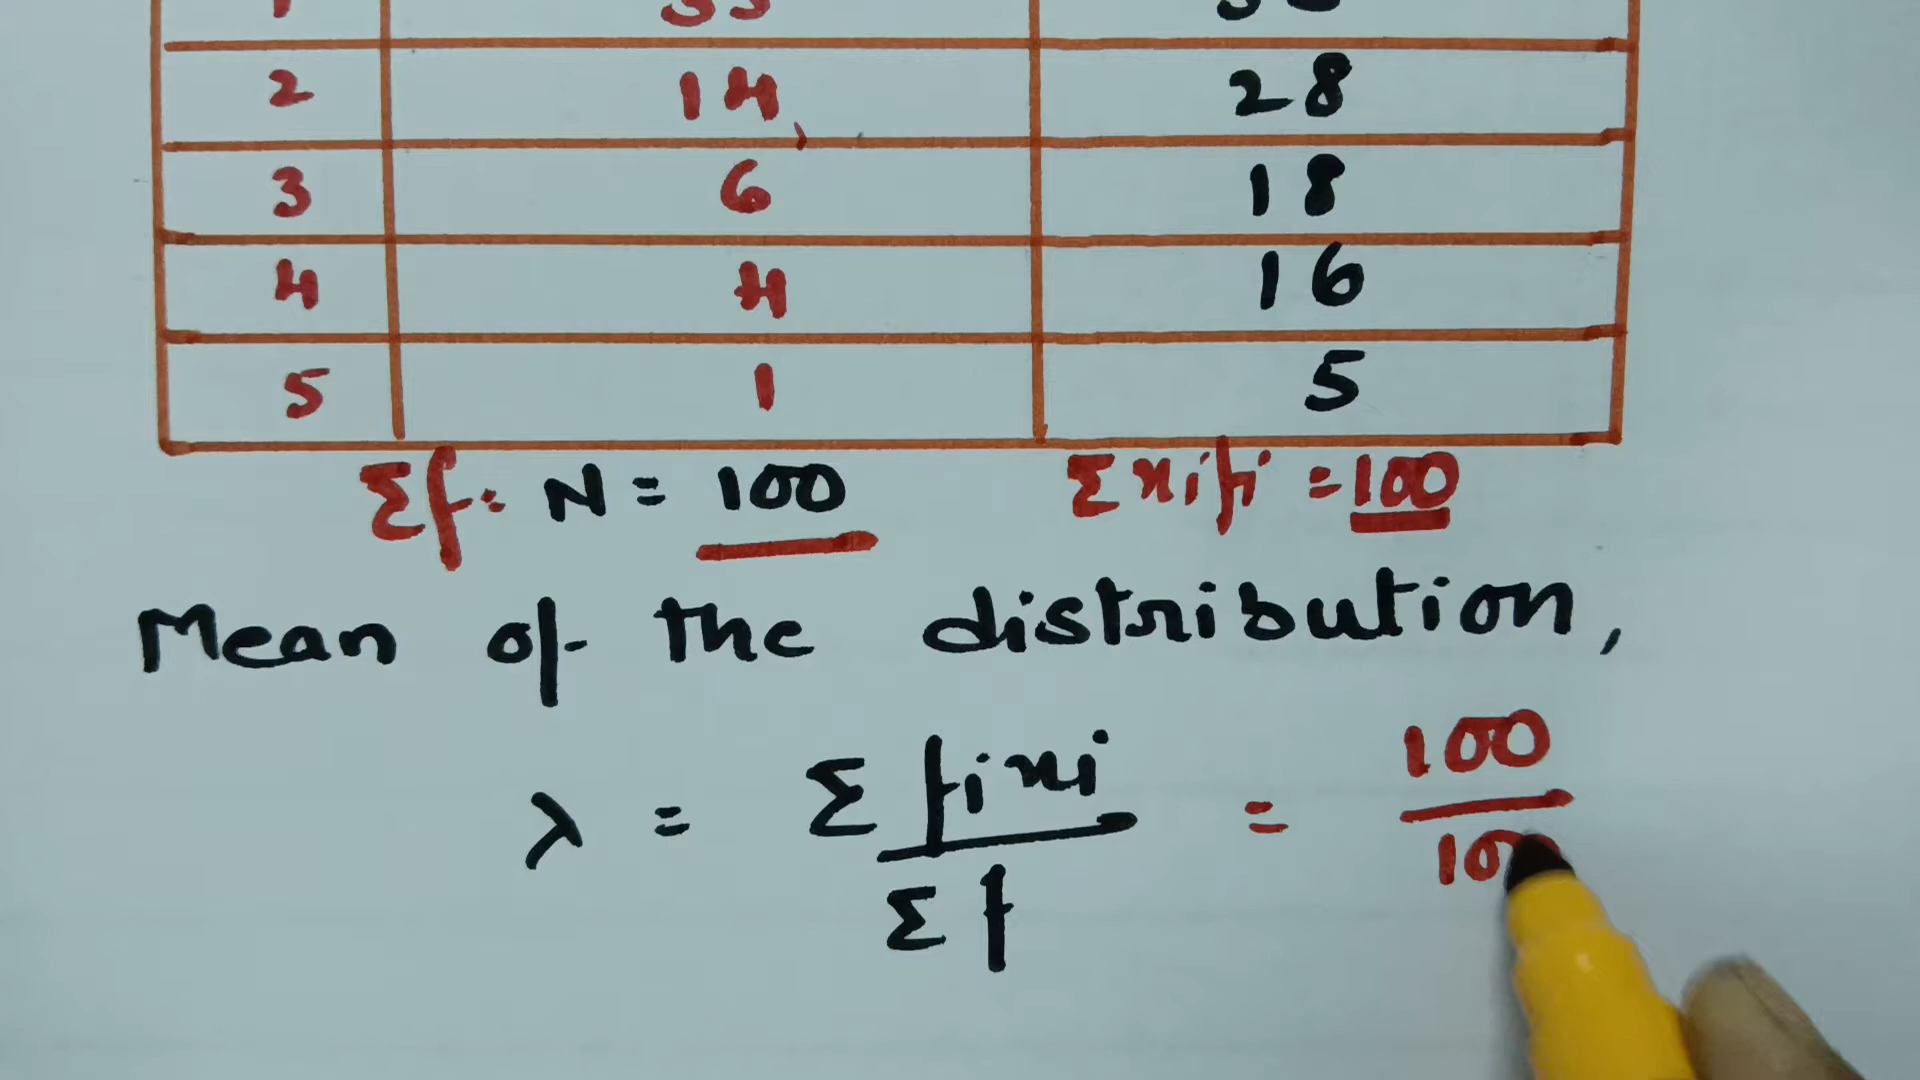 2 14 28
3 6 18
4 4 16
5 1 5
Σf = N = 100 Σxifi = 100
Mean of the distribution,
λ = Σfixi / Σf = 100 / 100